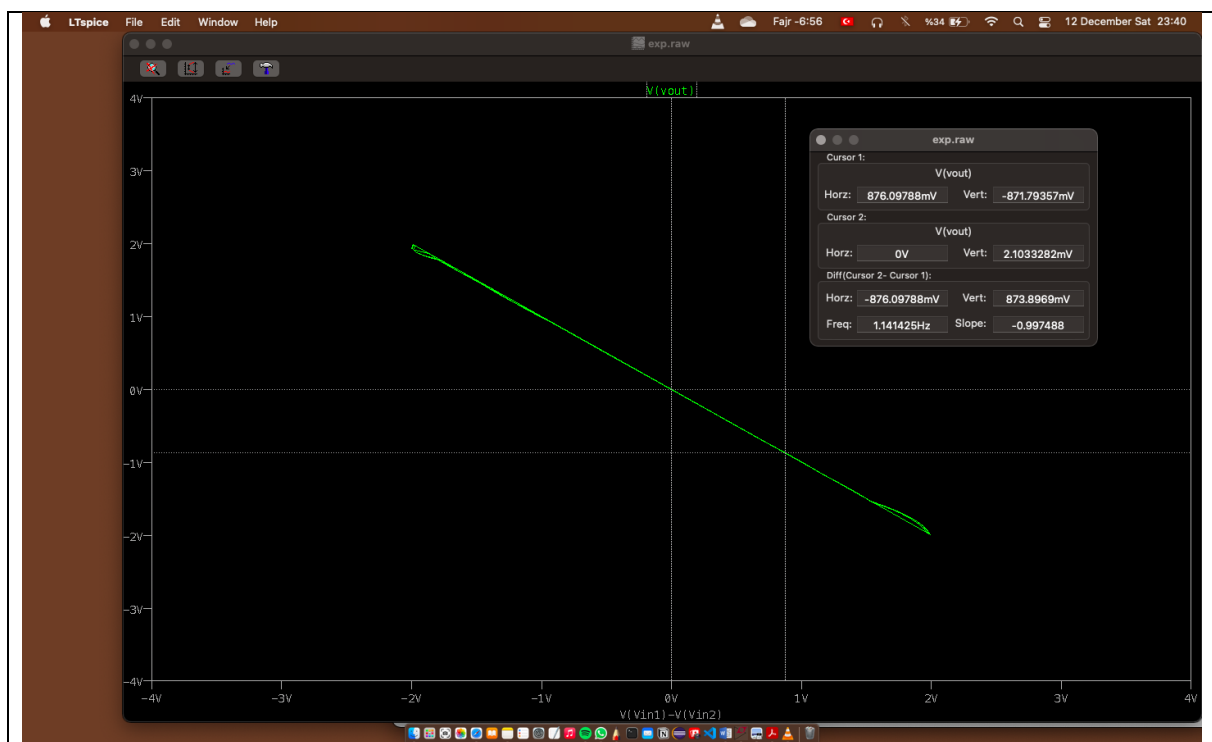 LTspice File Edit Window Help Fajr -6:56 %34 12 December Sat 23:40
exp.raw
V(vout)
4V
3V
2V
1V
0V
-1V
-2V
-3V
-4V
-4V -3V -2V -1V 0V 1V 2V 3V 4V
V(Vin1)-V(Vin2)
exp.raw
Cursor 1:
V(vout)
Horz: 876.09788mV Vert: -871.79357mV
Cursor 2:
V(vout)
Horz: 0V Vert: 2.1033282mV
Diff(Cursor 2- Cursor 1):
Horz: -876.09788mV Vert: 873.8969mV
Freq: 1.141425Hz Slope: -0.997488